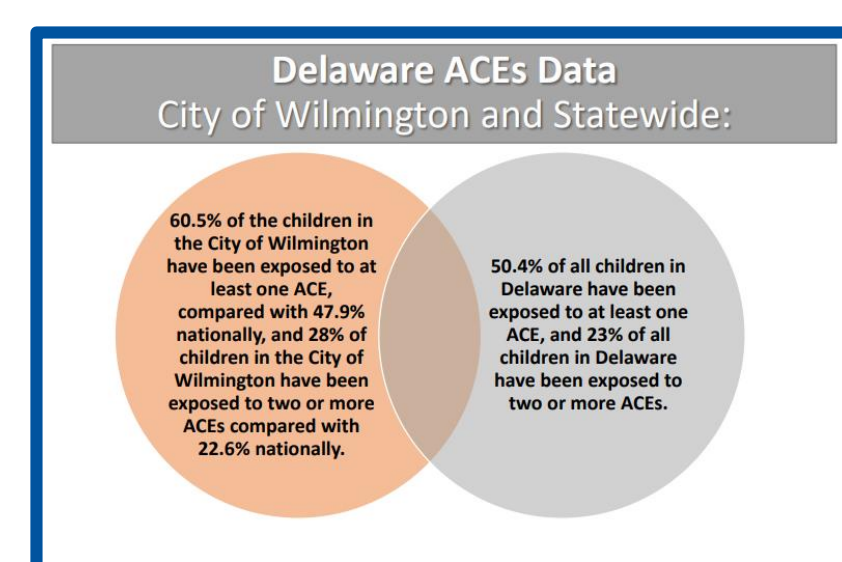 Delaware ACEs Data
City of Wilmington and Statewide:
60.5% of the children in
the City of Wilmington
have been exposed to at
least one ACE,
compared with 47.9%
nationally, and 28% of
children in the City of
Wilmington have been
exposed to two or more
ACEs compared with
22.6% nationally.
50.4% of all children in
Delaware have been
exposed to at least one
ACE, and 23% of all
children in Delaware
have been exposed to
two or more ACEs.